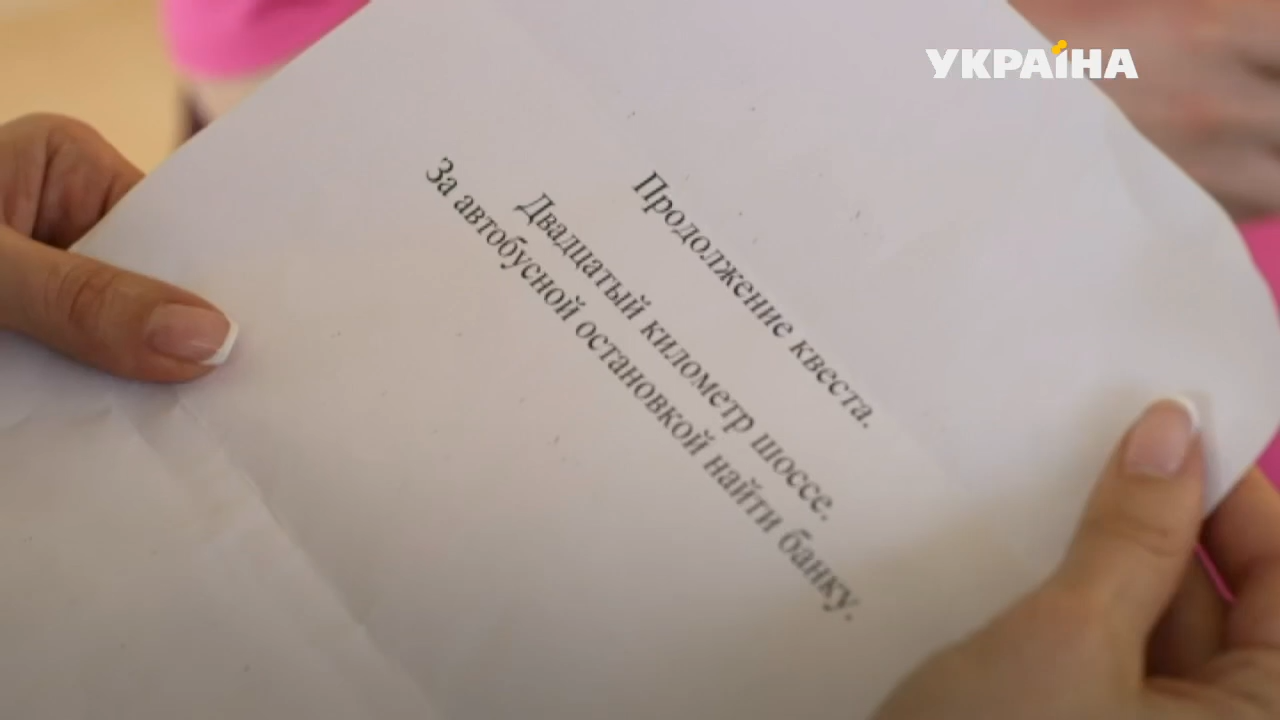 УКРАЇНА
Продолжение квеста.
Двадцатый километр шоссе.
За автобусной остановкой найти банку.